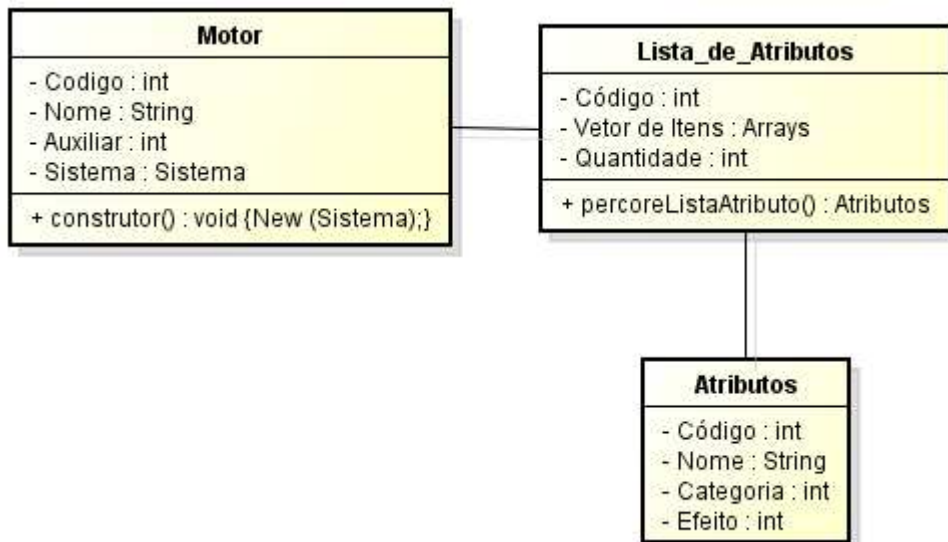 Motor
- Codigo : int
- Nome : String
- Auxiliar : int
- Sistema : Sistema
+ construtor() : void {New (Sistema);}
Lista_de_Atributos
- Código : int
- Vetor de Itens : Arrays
- Quantidade : int
+ percoreListaAtributo() : Atributos
Atributos
- Código : int
- Nome : String
- Categoria : int
- Efeito : int